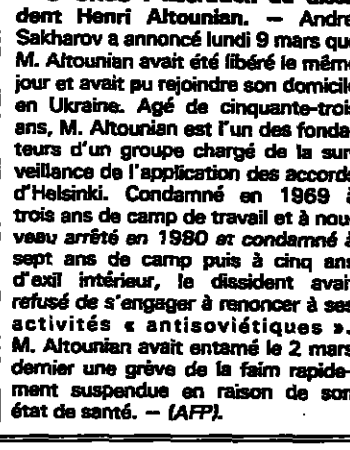 dent Henri Altounian. — André
Sakharov a annoncé lundi 9 mars que
M. Altounian avait été libéré le même
jour et avait pu rejoindre son domicile
en Ukraine. Agé de cinquante-trois
ans, M. Altounian est l'un des fonda-
teurs d'un groupe chargé de la sur-
veillance de l'application des accords
d'Helsinki. Condamné en 1969 à
trois ans de camp de travail et à nou-
veau arrêté en 1980 et condamné à
sept ans de camp puis à cinq ans
d'exil intérieur, le dissident avait
refusé de s'engager à renoncer à ses
activités « antisoviétiques ».
M. Altounian avait entamé le 2 mars
dernier une grève de la faim rapide-
ment suspendue en raison de son
état de santé. — (AFP).